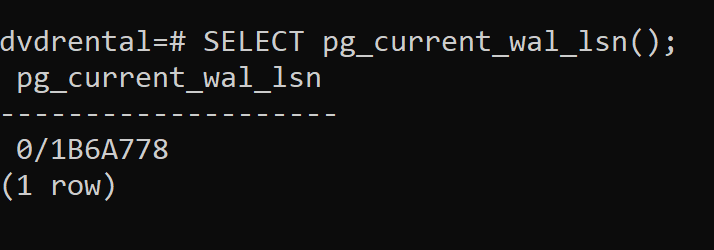 dvdrental=# SELECT pg_current_wal_lsn();
 pg_current_wal_lsn
--------------------
 0/1B6A778
(1 row)